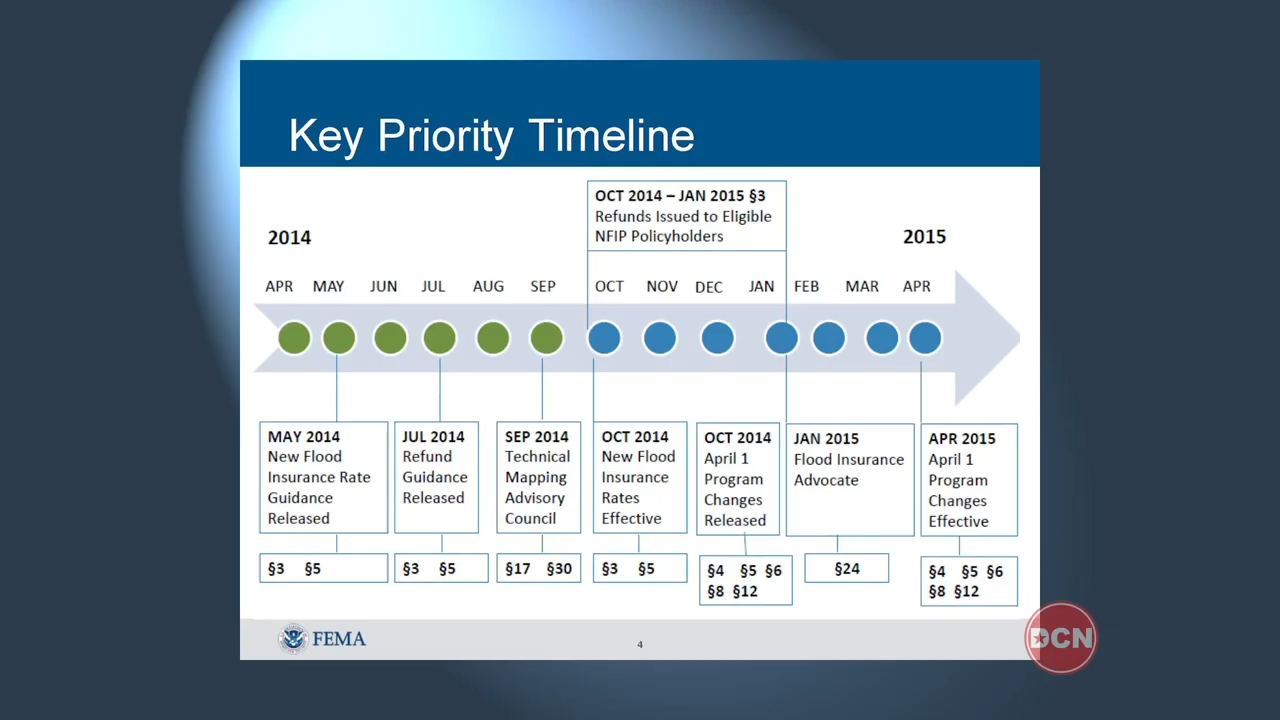 Key Priority Timeline
OCT 2014 – JAN 2015 §3
Refunds Issued to Eligible
NFIP Policyholders
2014
2015
APR MAY JUN JUL AUG SEP OCT NOV DEC JAN FEB MAR APR
MAY 2014
New Flood
Insurance Rate
Guidance
Released
JUL 2014
Refund
Guidance
Released
SEP 2014
Technical
Mapping
Advisory
Council
OCT 2014
New Flood
Insurance
Rates
Effective
OCT 2014
April 1
Program
Changes
Released
JAN 2015
Flood Insurance
Advocate
APR 2015
April 1
Program
Changes
Effective
§3 §5
§3 §5
§17 §30
§3 §5
§4 §5 §6
§8 §12
§24
§4 §5 §6
§8 §12
FEMA
4
DCN